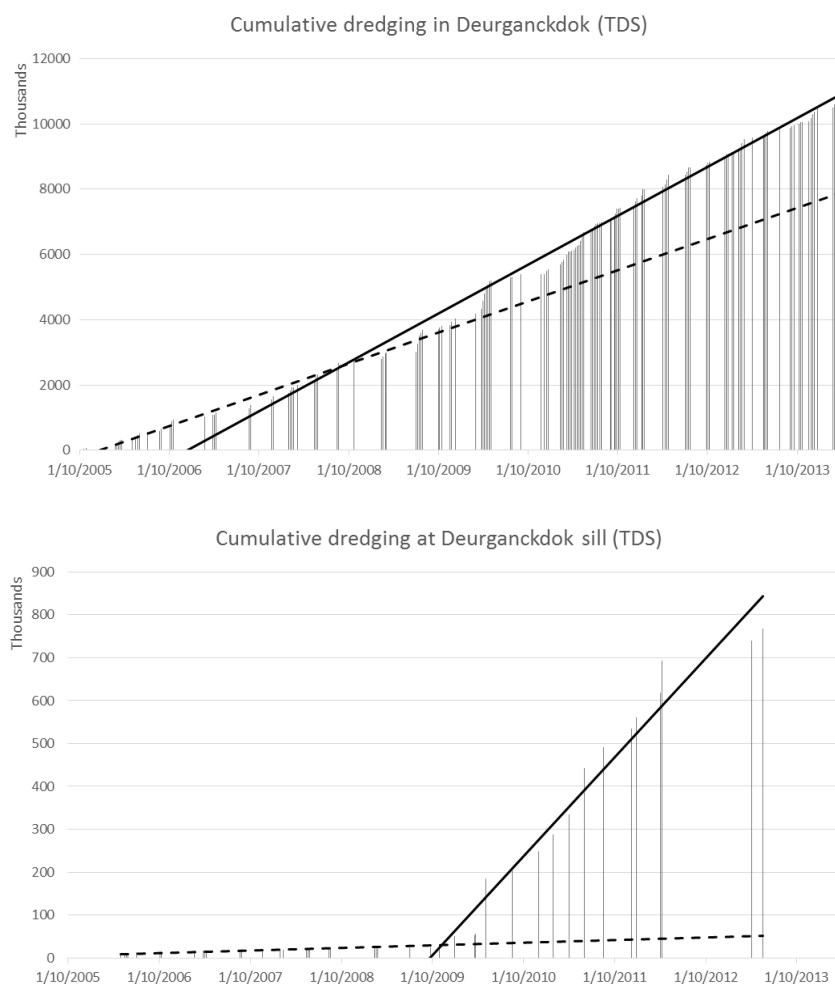 Cumulative dredging in Deurganckdok (TDS)
Thousands
12000
10000
8000
6000
4000
2000
0
1/10/2005 1/10/2006 1/10/2007 1/10/2008 1/10/2009 1/10/2010 1/10/2011 1/10/2012 1/10/2013
Cumulative dredging at Deurganckdok sill (TDS)
Thousands
900
800
700
600
500
400
300
200
100
0
1/10/2005 1/10/2006 1/10/2007 1/10/2008 1/10/2009 1/10/2010 1/10/2011 1/10/2012 1/10/2013